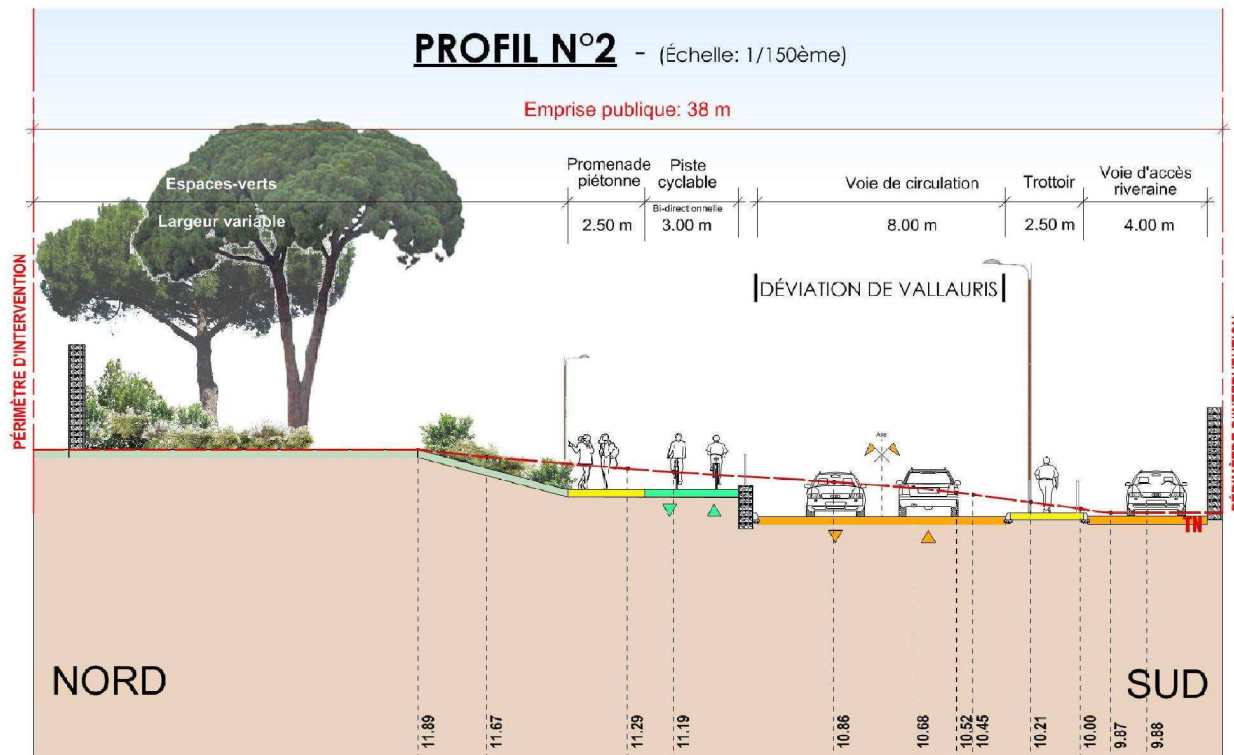 PROFIL N°2 - (Échelle: 1/150ème)
Emprise publique: 38 m
Espaces-verts
Largeur variable
Promenade
piétonne
2.50 m
Piste
cyclable
Bi-directionnelle
3.00 m
Voie de circulation
8.00 m
Trottoir
2.50 m
Voie d'accès
riveraine
4.00 m
DÉVIATION DE VALLAURIS
PÉRIMÈTRE D'INTERVENTION
PÉRIMÈTRE D'INTERVENTION
Axe
TN
NORD
SUD
11.89
11.67
11.29
11.19
10.86
10.68
10.52
10.45
10.21
10.00
9.87
9.88